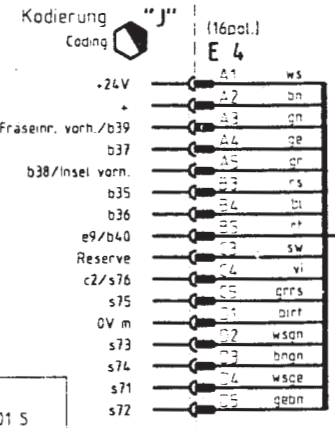 Kodierung "J"
Coding
(16pol.)
E 4
+24V A1 ws
+ A2 bn
Fräseinr. vorh./b39 A3 gn
b37 A4 ge
b38/Insel vorn. A5 gr
b35 B3 rs
b36 B4 bl
e9/b40 B5 rt
Reserve C3 sw
c2/s76 C4 vi
s75 C5 grrs
0V m D1 blrt
s73 D2 wsgn
s74 D3 bngn
s71 D4 wsge
s72 D5 gebn
01 S